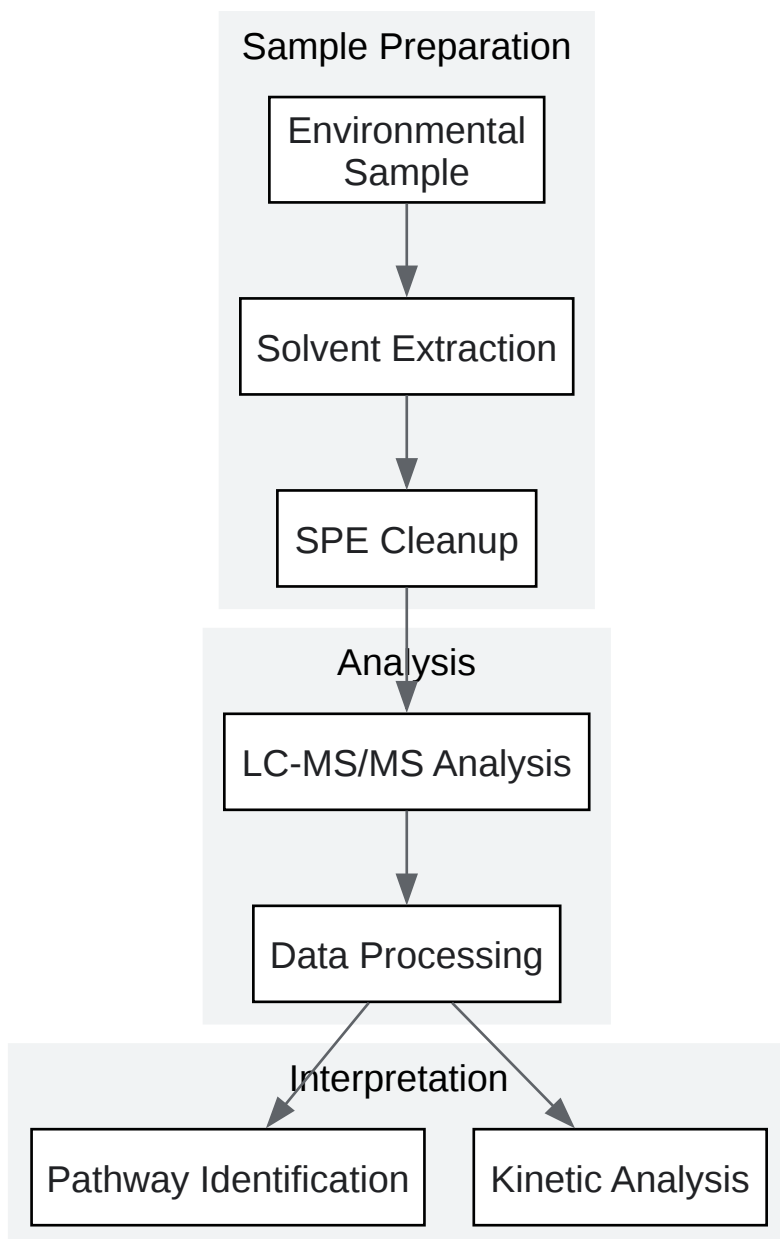 Sample Preparation
Environmental
Sample
Solvent Extraction
SPE Cleanup
Analysis
LC-MS/MS Analysis
Data Processing
Interpretation
Pathway Identification
Kinetic Analysis